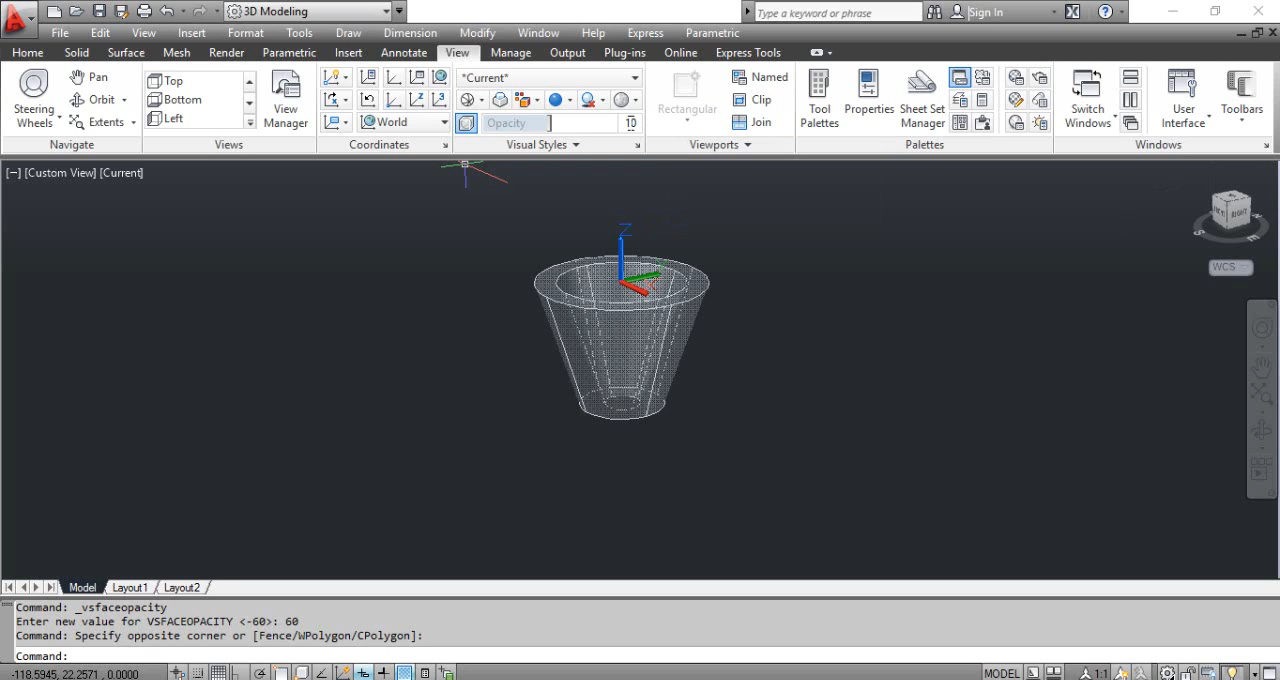 3D Modeling
Type a keyword or phrase
Sign In
File Edit View Insert Format Tools Draw Dimension Modify Window Help Express Parametric
Home Solid Surface Mesh Render Parametric Insert Annotate View Manage Output Plug-ins Online Express Tools
Steering Wheels
Pan
Orbit
Extents
Navigate
Top
Bottom
Left
View Manager
Views
World
Coordinates
*Current*
Opacity
10
Visual Styles
Rectangular
Named
Clip
Join
Viewports
Tool Palettes
Properties
Sheet Set Manager
Palettes
Switch Windows
User Interface
Toolbars
Windows
[−] [Custom View] [Current]
Z
RIGHT
S
E
WCS
Model Layout1 Layout2
Command: _vsfaceopacity
Enter new value for VSFACEOPACITY <-60>: 60
Command: Specify opposite corner or [Fence/WPolygon/CPolygon]:
Command:
-118.5945, 22.2571 , 0.0000
MODEL
1:1